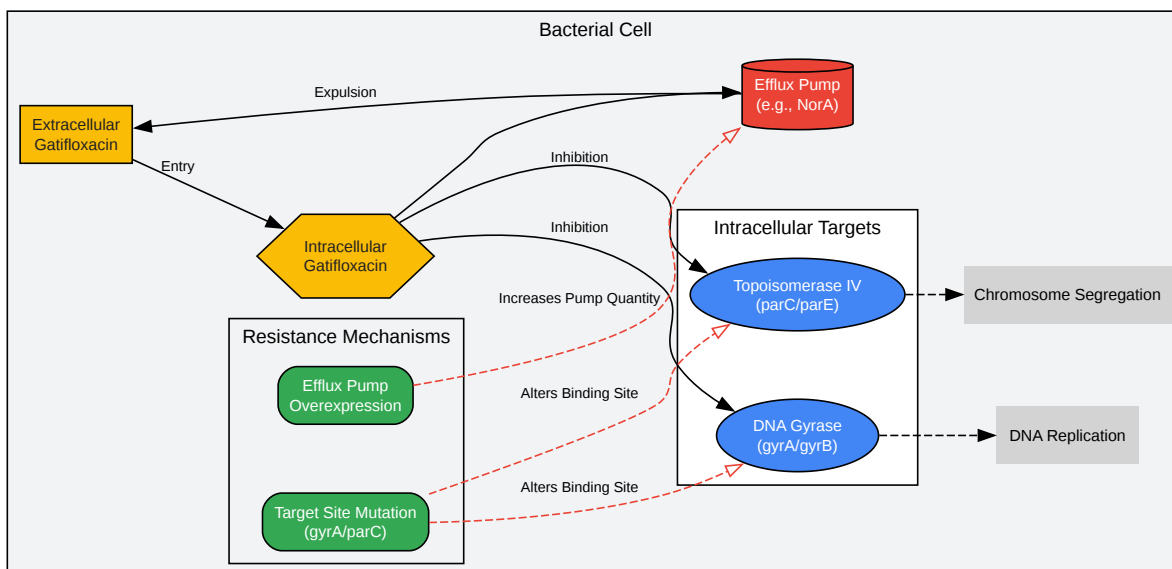 Bacterial Cell
Efflux Pump
(e.g., NorA)
Expulsion
Extracellular
Gatifloxacin
Entry
Inhibition
Intracellular
Gatifloxacin
Inhibition
Intracellular Targets
Topoisomerase IV
(parC/parE)
Chromosome Segregation
Increases Pump Quantity
Resistance Mechanisms
Efflux Pump
Overexpression
Alters Binding Site
DNA Gyrase
(gyrA/gyrB)
DNA Replication
Alters Binding Site
Target Site Mutation
(gyrA/parC)